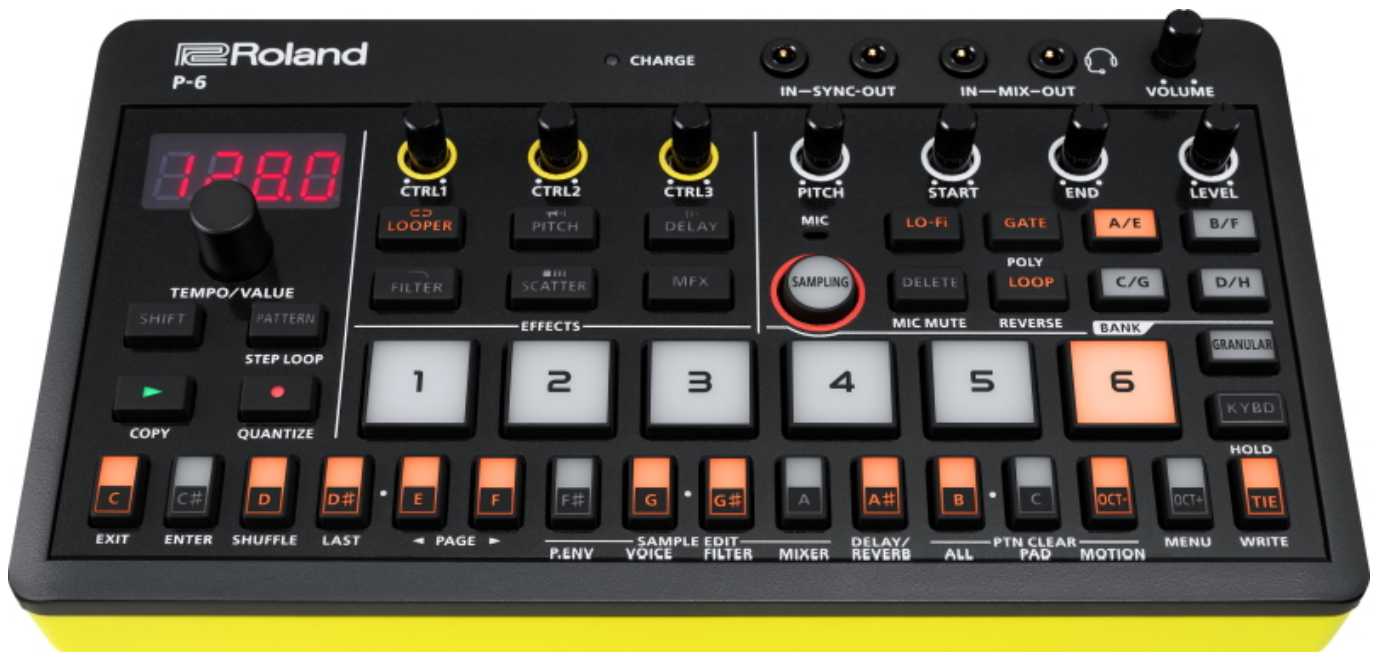 Roland
P-6
CHARGE
IN—SYNC-OUT
IN—MIX—OUT
VOLUME
128.0
CTRL1
CTRL2
CTRL3
PITCH
START
END
LEVEL
LOOPER
PITCH
DELAY
MIC
LO-Fi
GATE
A/E
B/F
POLY
FILTER
SCATTER
MFX
SAMPLING
DELETE
LOOP
C/G
D/H
TEMPO/VALUE
SHIFT
PATTERN
EFFECTS
MIC MUTE
REVERSE
BANK
STEP LOOP
1
2
3
4
5
6
GRANULAR
KYBD
COPY
QUANTIZE
HOLD
C
C#
D
D#
E
F
F#
G
G#
A
A#
B
C
OCT-
OCT+
TIE
EXIT
ENTER
SHUFFLE
LAST
◄ PAGE ►
SAMPLE EDIT
P.ENV
VOICE
FILTER
MIXER
DELAY/
REVERB
PTN CLEAR
ALL
PAD
MOTION
MENU
WRITE